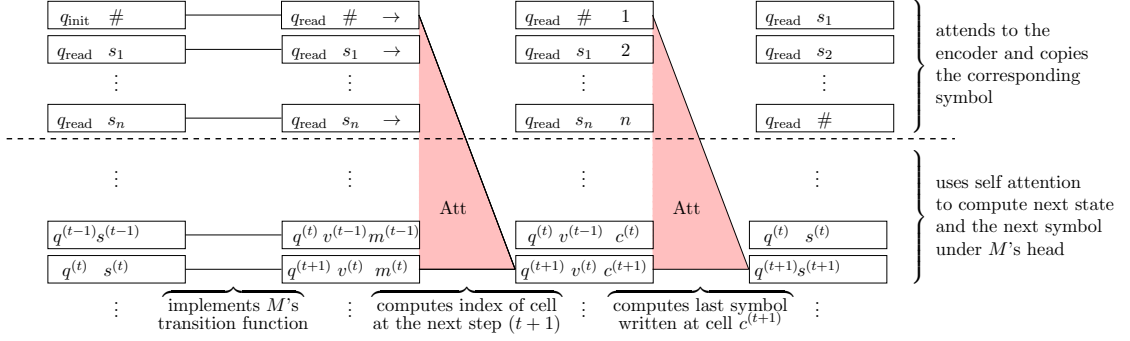 q_init # q_read # → q_read # 1 q_read s_1
q_read s_1 q_read s_1 → q_read s_1 2 q_read s_2
⋮ ⋮ ⋮ ⋮
q_read s_n q_read s_n → q_read s_n n q_read #
attends to the
encoder and copies
the corresponding
symbol
⋮ ⋮ ⋮ ⋮
Att Att
q^(t−1) s^(t−1) q^(t) v^(t−1) m^(t−1) q^(t) v^(t−1) c^(t) q^(t) s^(t)
q^(t) s^(t) q^(t+1) v^(t) m^(t) q^(t+1) v^(t) c^(t+1) q^(t+1) s^(t+1)
uses self attention
to compute next state
and the next symbol
under M's head
⋮ ⋮ ⋮ ⋮
implements M's
transition function
computes index of cell
at the next step (t + 1)
computes last symbol
written at cell c^(t+1)